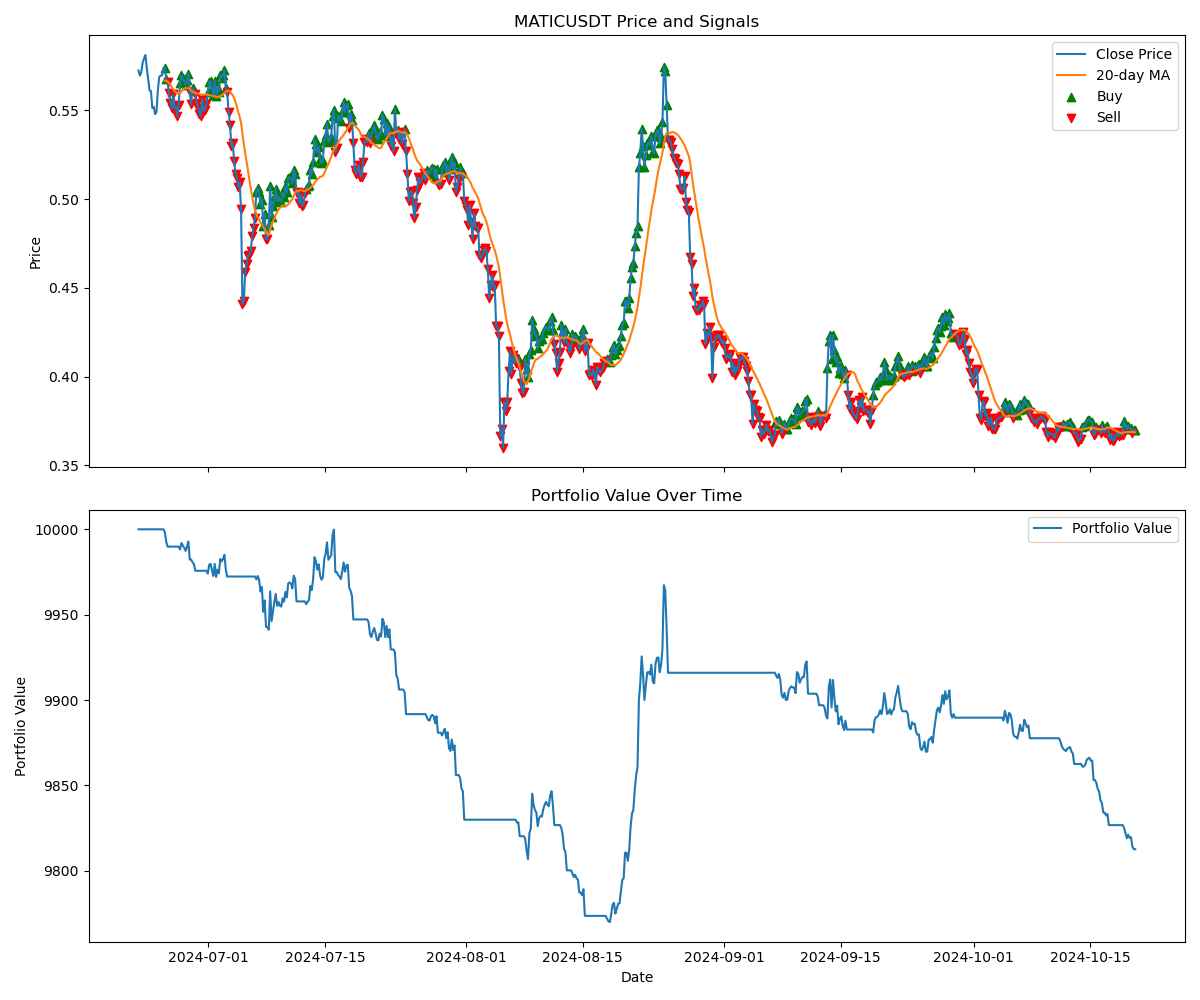 MATICUSDT Price and Signals
Close Price
20-day MA
Buy
Sell
Price
0.55
0.50
0.45
0.40
0.35
Portfolio Value Over Time
Portfolio Value
Portfolio Value
10000
9950
9900
9850
9800
2024-07-01
2024-07-15
2024-08-01
2024-08-15
2024-09-01
2024-09-15
2024-10-01
2024-10-15
Date